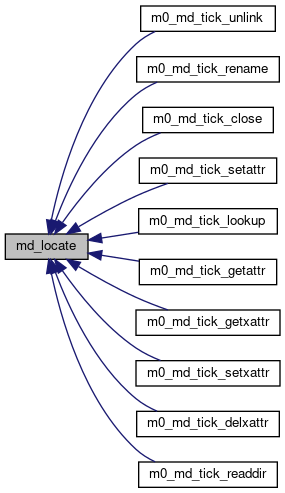 m0_md_tick_unlink
m0_md_tick_rename
m0_md_tick_close
m0_md_tick_setattr
m0_md_tick_lookup
md_locate
m0_md_tick_getattr
m0_md_tick_getxattr
m0_md_tick_setxattr
m0_md_tick_delxattr
m0_md_tick_readdir